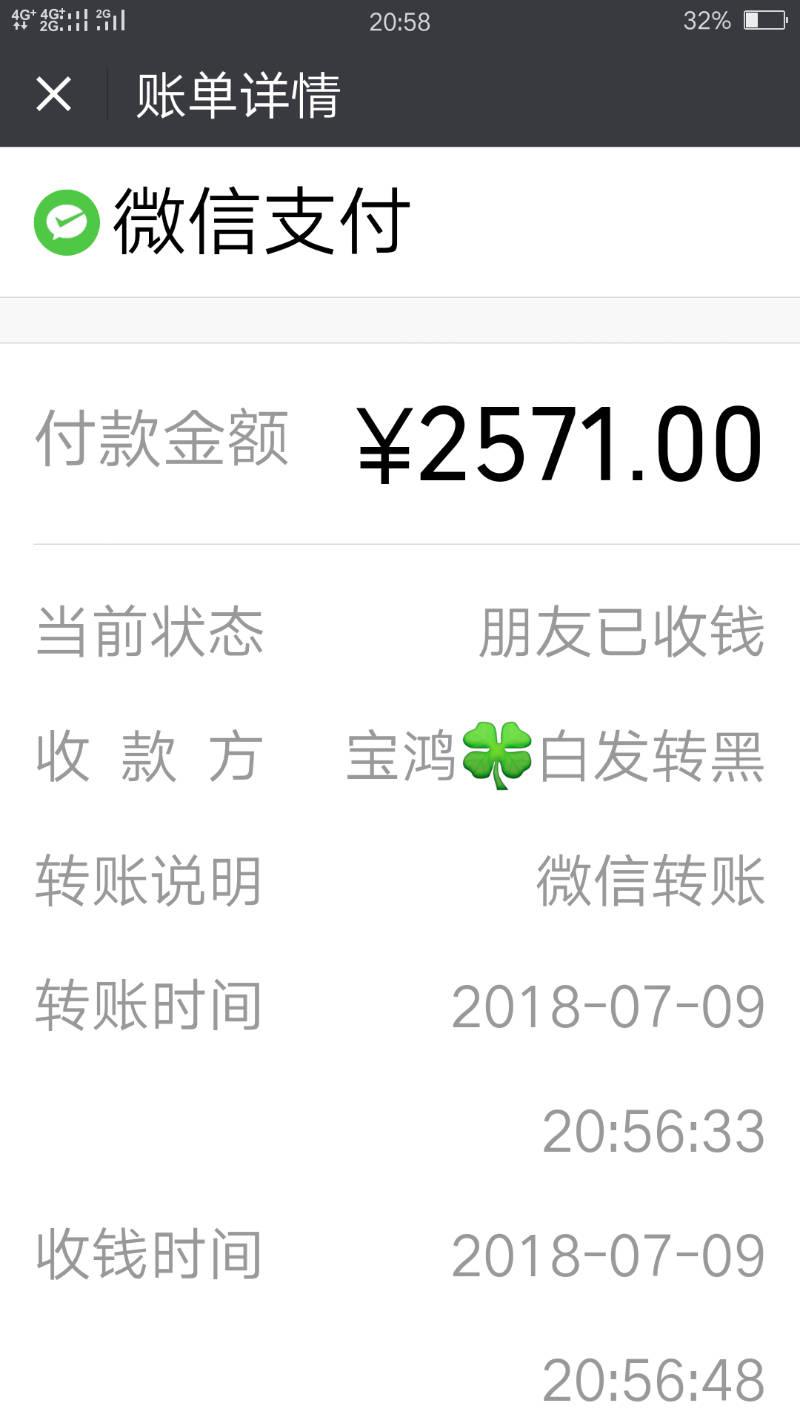 4G+ 4G+ 2G 2G 20:58 32%
账单详情
微信支付
付款金额 ¥2571.00
当前状态 朋友已收钱
收款方 宝鸿🍀白发转黑
转账说明 微信转账
转账时间 2018-07-09
20:56:33
收钱时间 2018-07-09
20:56:48